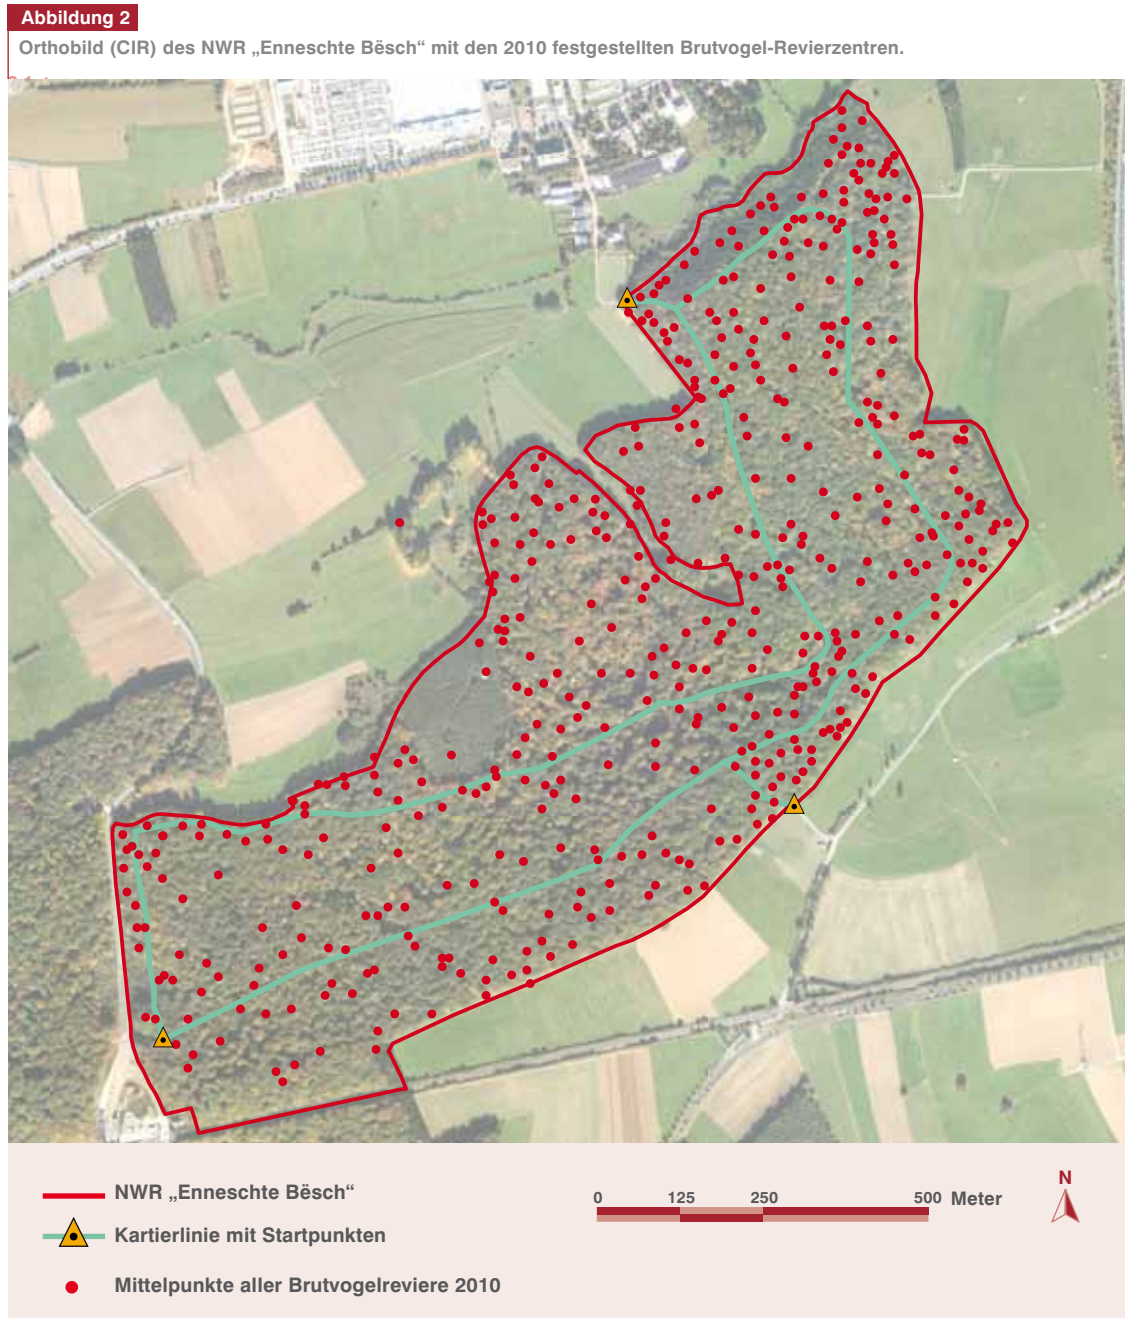 Abbildung 2
Orthobild (CIR) des NWR „Enneschte Bësch“ mit den 2010 festgestellten Brutvogel-Revierzentren.
NWR „Enneschte Bësch“
Kartierlinie mit Startpunkten
Mittelpunkte aller Brutvogelreviere 2010
0 125 250 500 Meter
N